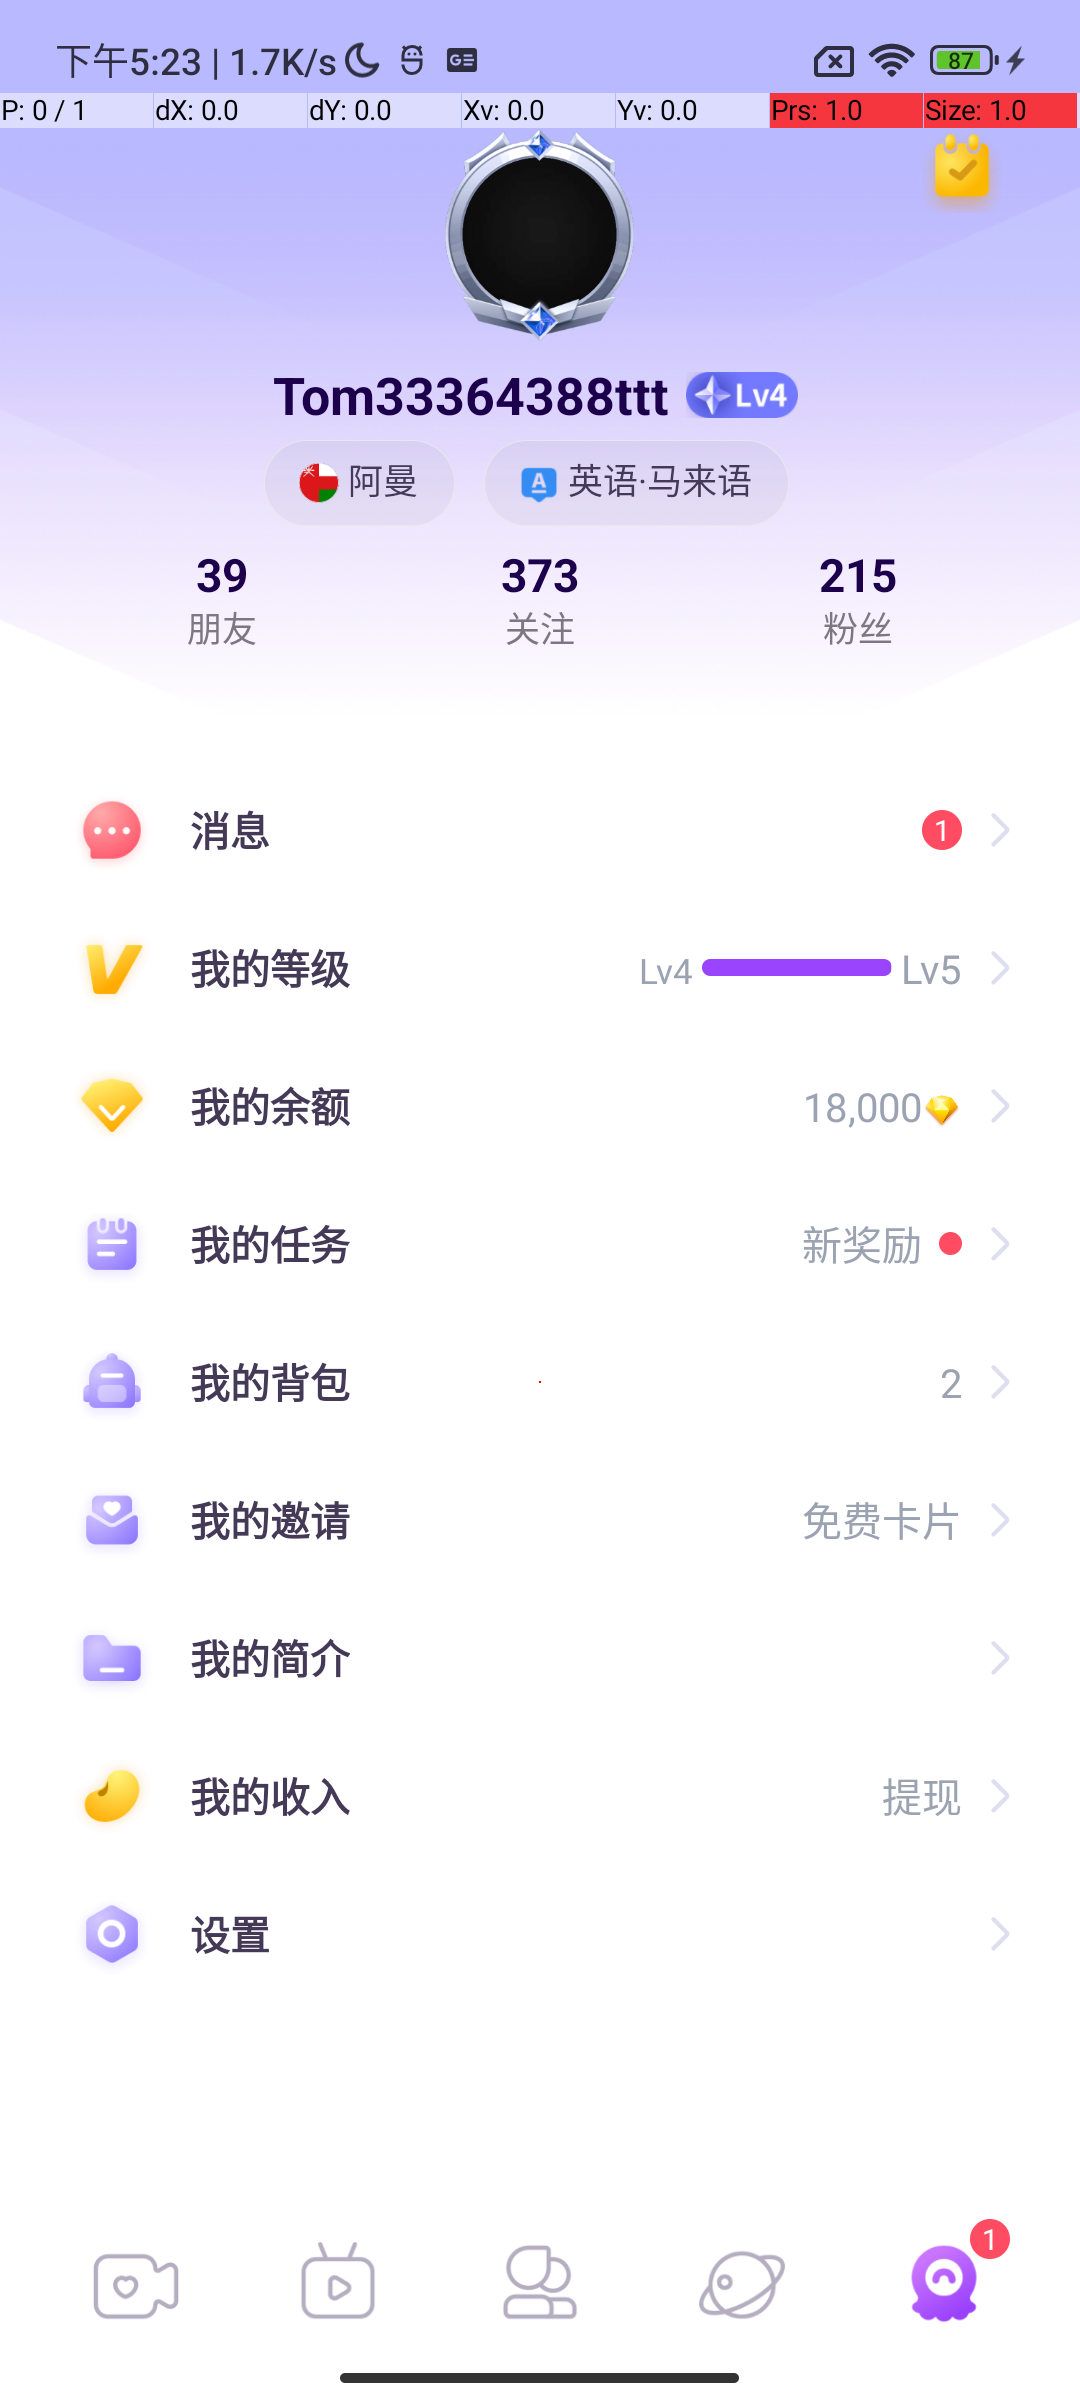 下午5:23 | 1.7K/s
87
P: 0 / 1 dX: 0.0 dY: 0.0 Xv: 0.0 Yv: 0.0 Prs: 1.0 Size: 1.0
Tom33364388ttt Lv4
阿曼 英语·马来语
39 373 215
朋友 关注 粉丝
消息 1
我的等级 Lv4 Lv5
我的余额 18,000
我的任务 新奖励
我的背包 2
我的邀请 免费卡片
我的简介
我的收入 提现
设置
1